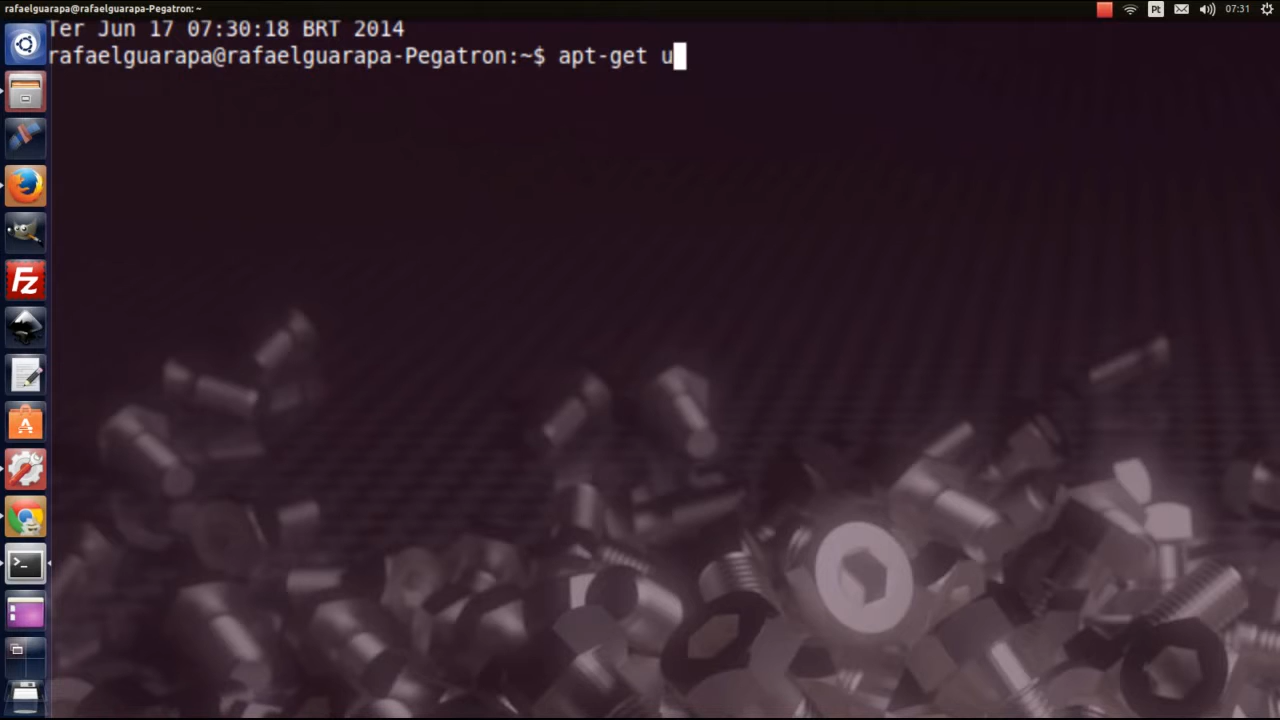 rafaelguarapa@rafaelguarapa-Pegatron: ~
Pt
07:31
Ter Jun 17 07:30:18 BRT 2014
rafaelguarapa@rafaelguarapa-Pegatron:~$ apt-get u
Fz
A
>_